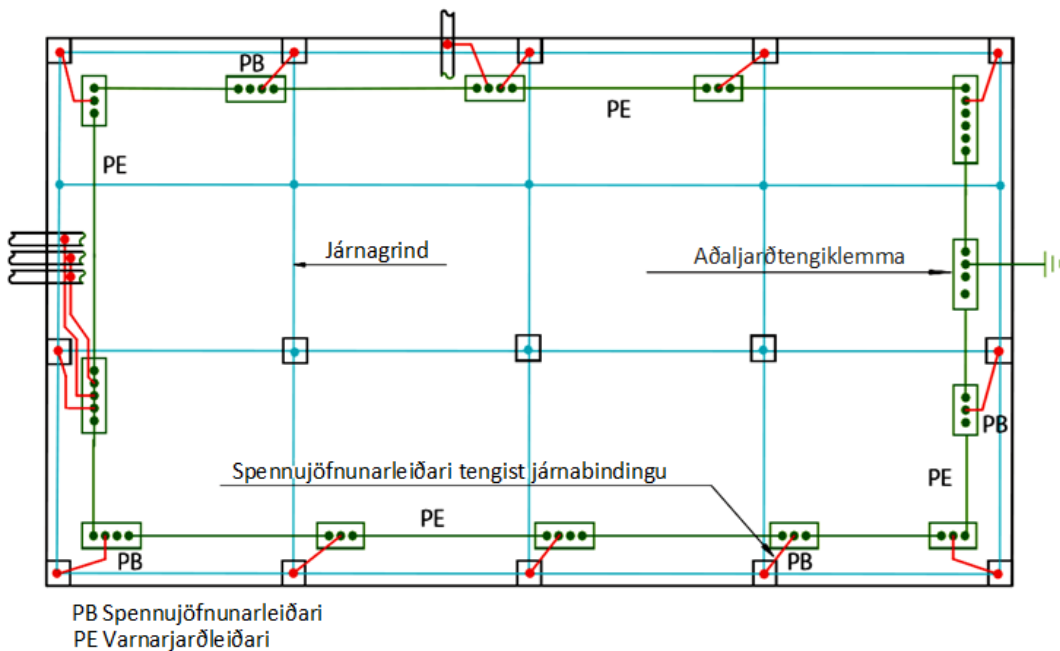 PB
PE
PE
Járnagrind
Aðaljarðtengiklemma
PB
Spennujöfnunarleiðari tengist járnabindingu
PE
PE
PB
PB
PB Spennujöfnunarleiðari
PE Varnarjarðleiðari